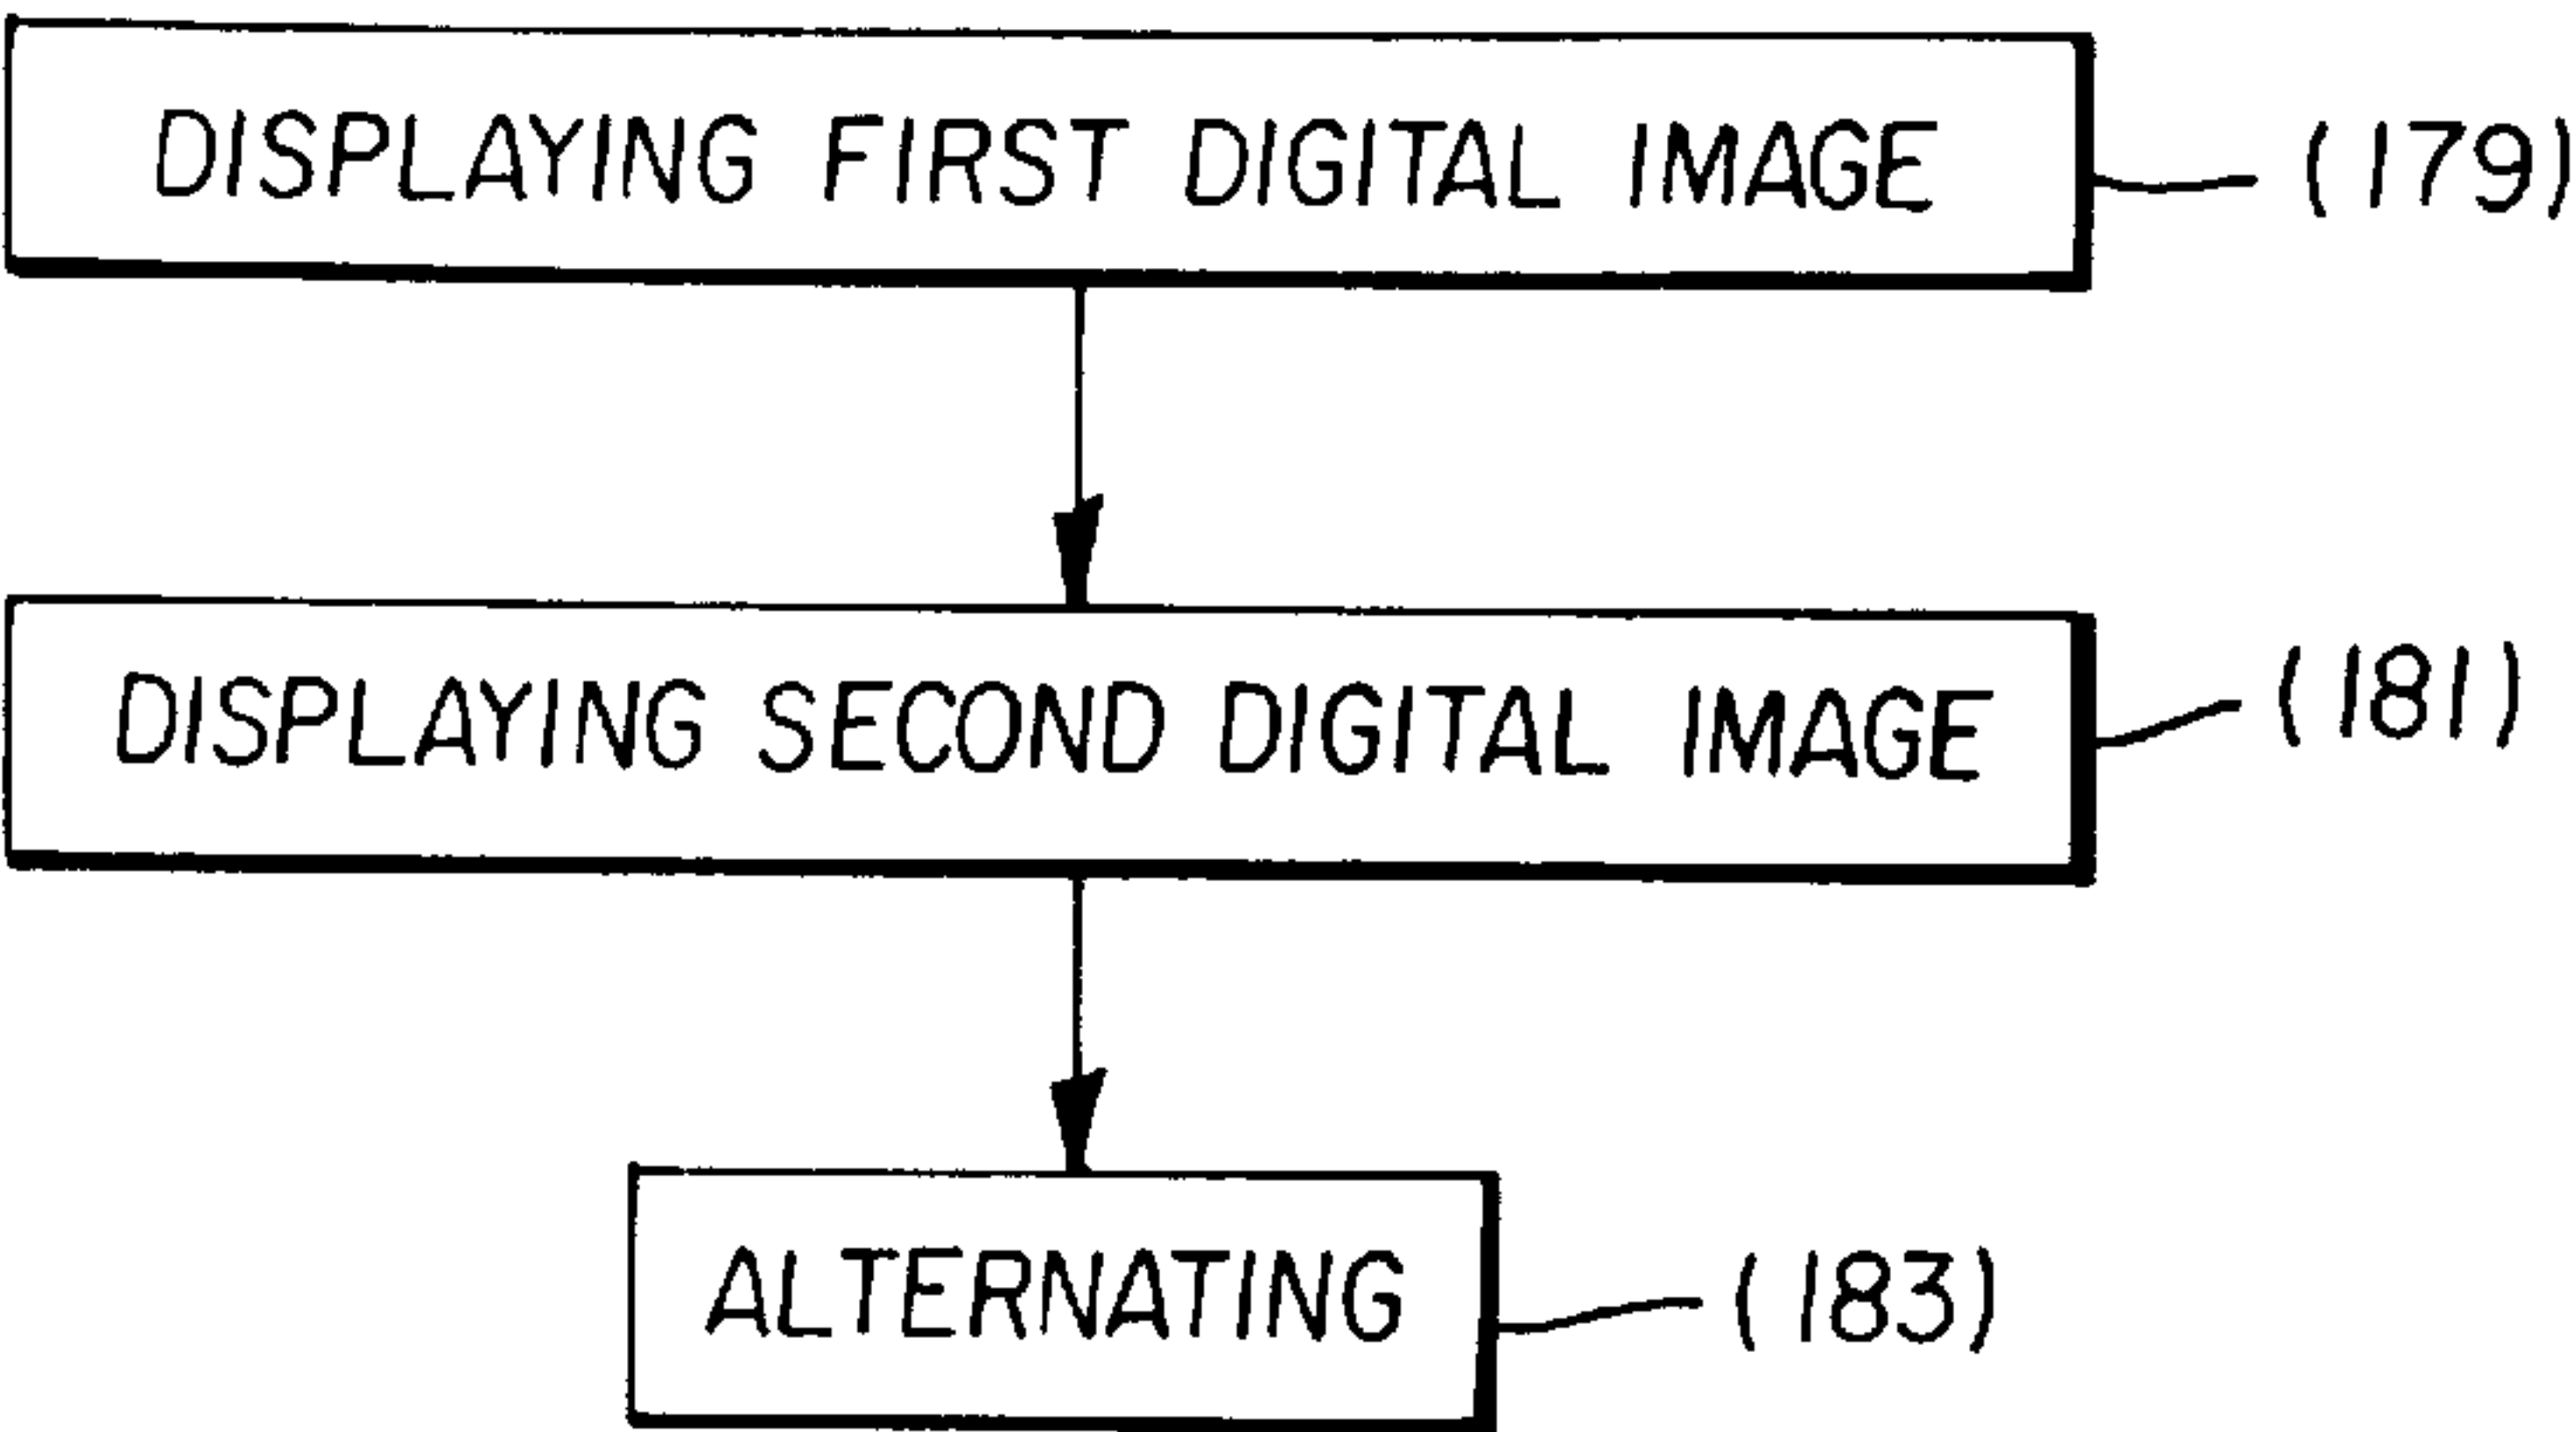 DISPLAYING FIRST DIGITAL IMAGE (179)
DISPLAYING SECOND DIGITAL IMAGE (181)
ALTERNATING (183)